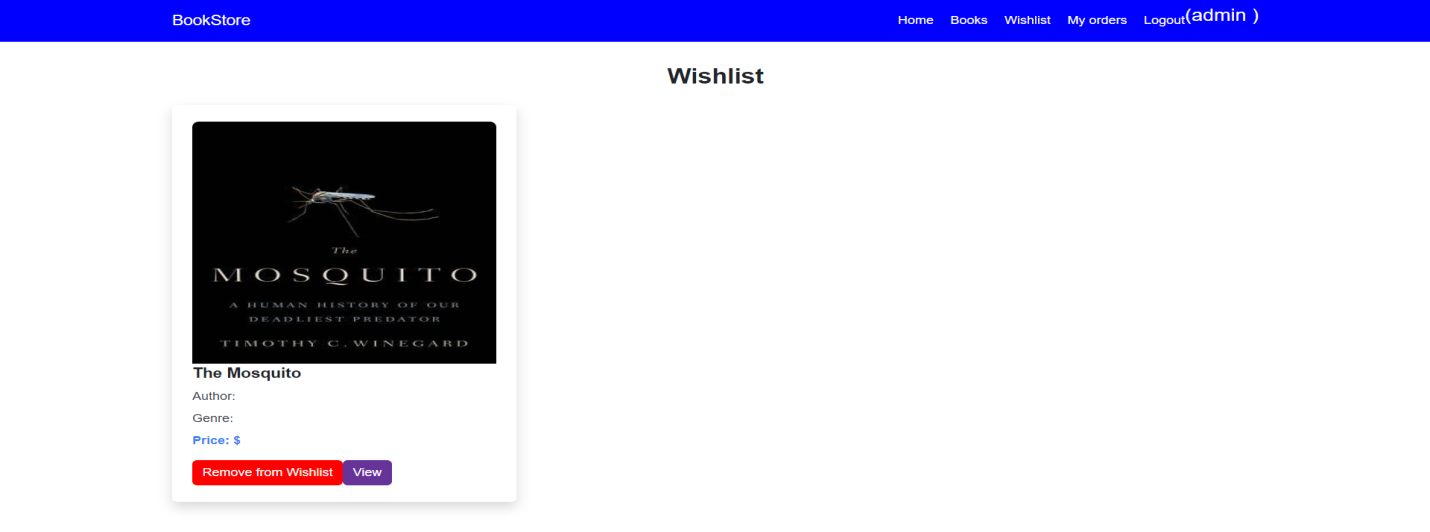 BookStore
Home Books Wishlist My orders Logout(admin )
Wishlist
The
MOSQUITO
A HUMAN HISTORY OF OUR
DEADLIEST PREDATOR
TIMOTHY C. WINEGARD
The Mosquito
Author:
Genre:
Price: $
Remove from Wishlist View